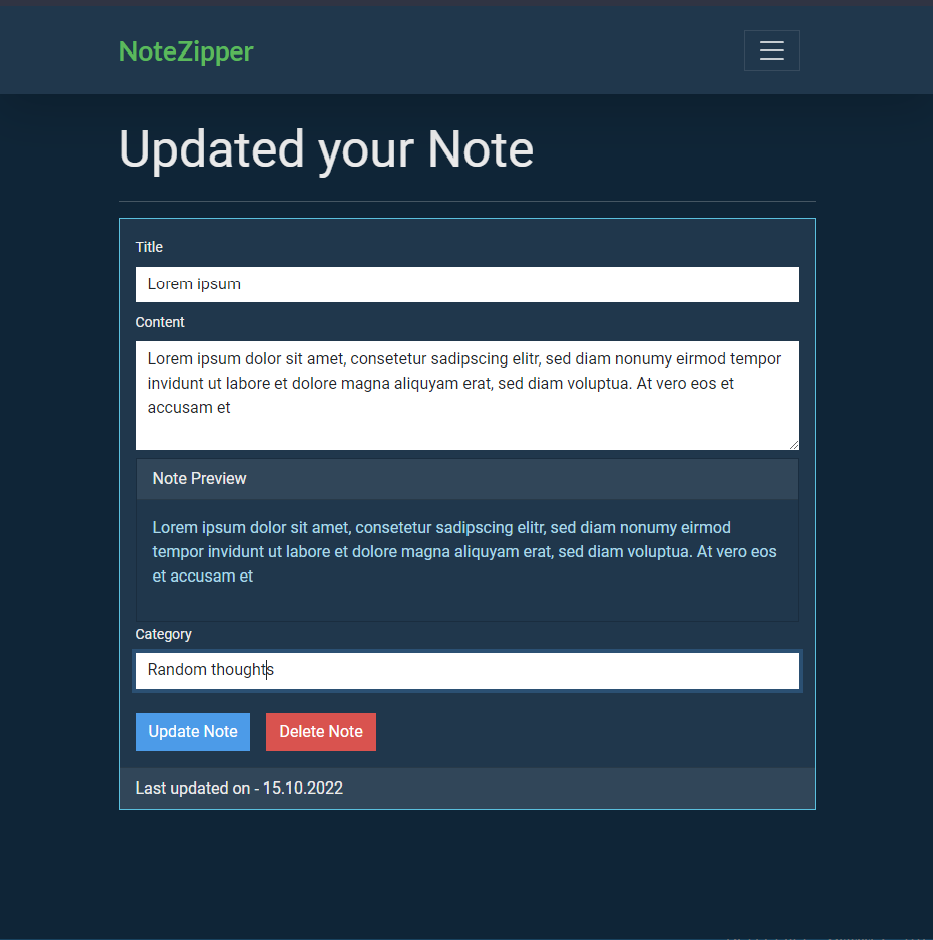 NoteZipper
Updated your Note
Title
Lorem ipsum
Content
Lorem ipsum dolor sit amet, consetetur sadipscing elitr, sed diam nonumy eirmod tempor
invidunt ut labore et dolore magna aliquyam erat, sed diam voluptua. At vero eos et
accusam et
Note Preview
Lorem ipsum dolor sit amet, consetetur sadipscing elitr, sed diam nonumy eirmod
tempor invidunt ut labore et dolore magna aliquyam erat, sed diam voluptua. At vero eos
et accusam et
Category
Random thoughts
Update Note Delete Note
Last updated on - 15.10.2022